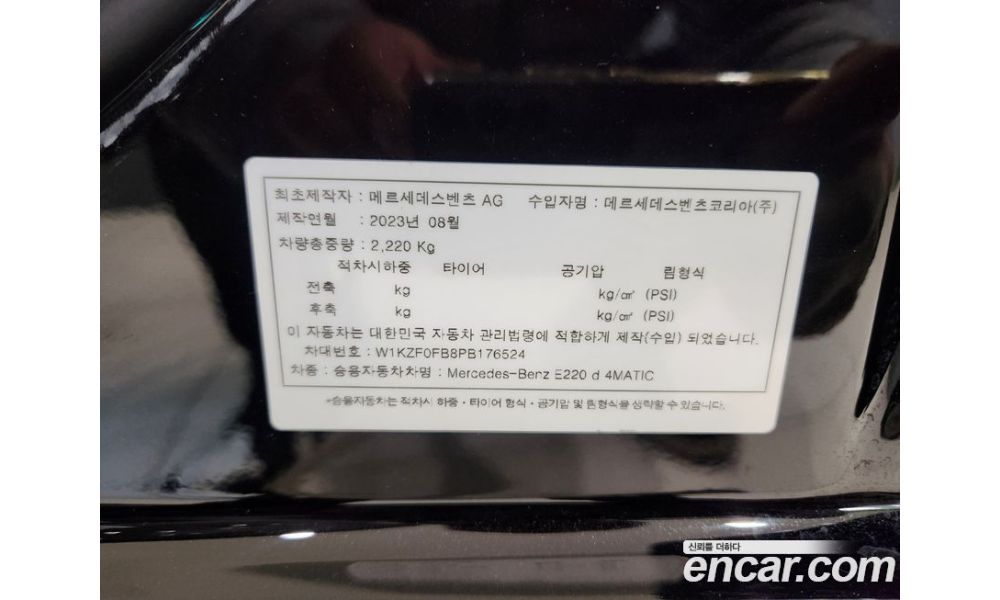 최초제작자 : 메르세데스벤츠 AG 수입자명 : 메르세데스벤츠코리아(주)
제작연월 : 2023년 08월
차량총중량 : 2,220 Kg
적차시하중 타이어 공기압 림형식
전축 kg kg/㎠ (PSI)
후축 kg kg/㎠ (PSI)
이 자동차는 대한민국 자동차 관리법령에 적합하게 제작(수입) 되었습니다.
차대번호 : W1KZF0FB8PB176524
차종 : 승용자동차차명 : Mercedes-Benz E220 d 4MATIC
*승용자동차는 적차시 하중・타이어 형식・공기압 및 림형식을 생략할 수 있습니다.
신뢰를 더하다
encar.com